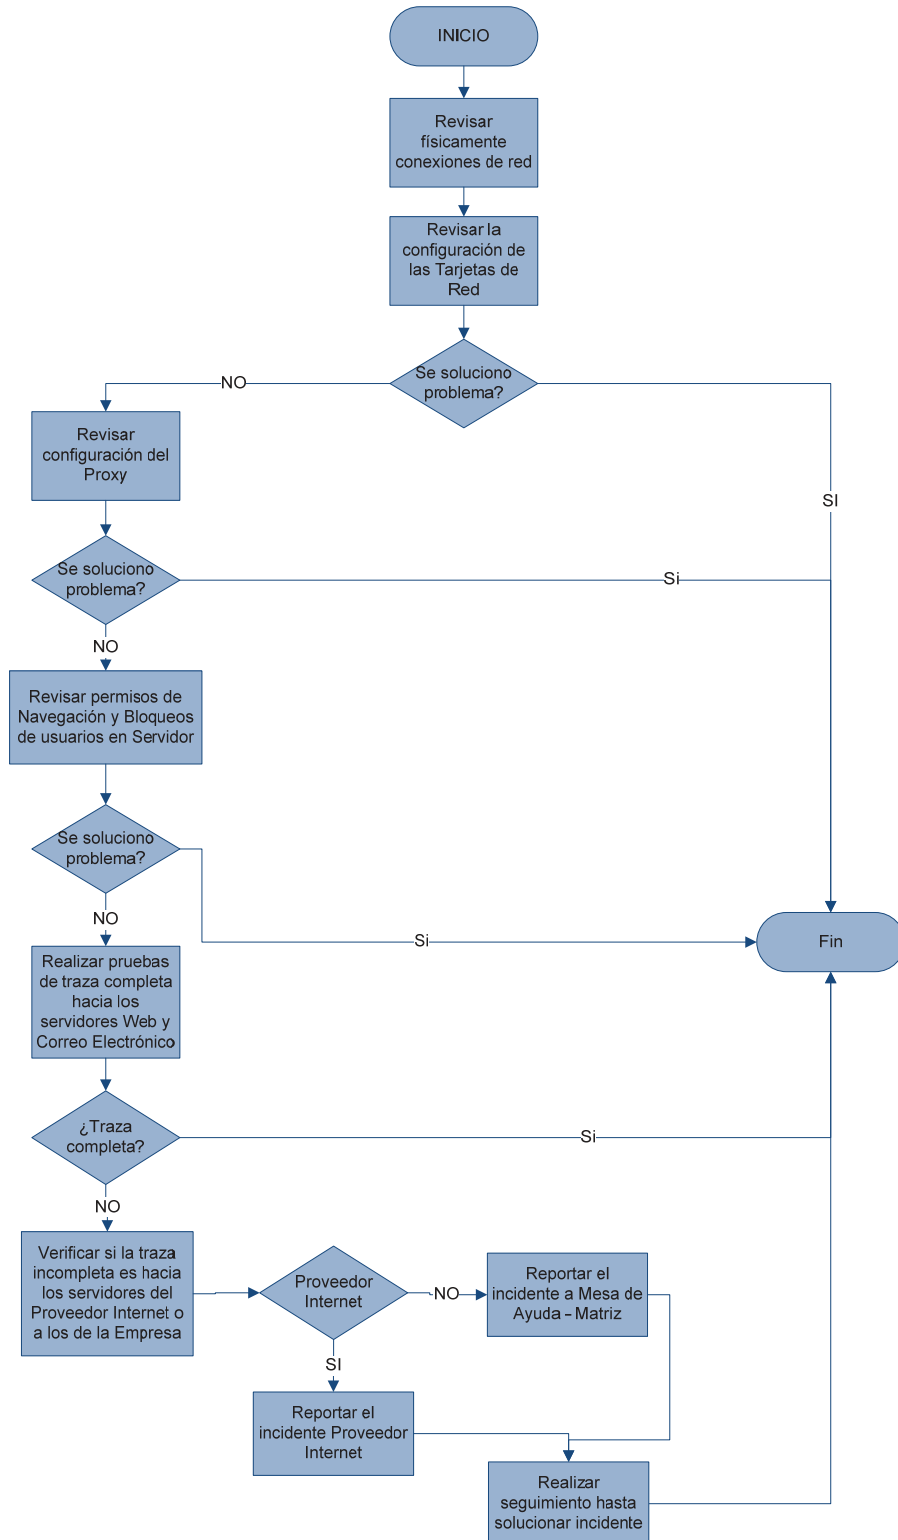 INICIO
Revisar
físicamente
conexiones de red
Revisar la
configuración de
las Tarjetas de
Red
Se soluciono
problema?
NO
SI
Revisar
configuración del
Proxy
Se soluciono
problema?
Si
NO
Revisar permisos de
Navegación y Bloqueos
de usuarios en Servidor
Se soluciono
problema?
NO
Si
Fin
Realizar pruebas
de traza completa
hacia los
servidores Web y
Correo Electrónico
¿Traza
completa?
Si
NO
Verificar si la traza
incompleta es hacia
los servidores del
Proveedor Internet o
a los de la Empresa
Proveedor
Internet
NO
Reportar el
incidente a Mesa de
Ayuda – Matriz
SI
Reportar el
incidente Proveedor
Internet
Realizar
seguimiento hasta
solucionar incidente